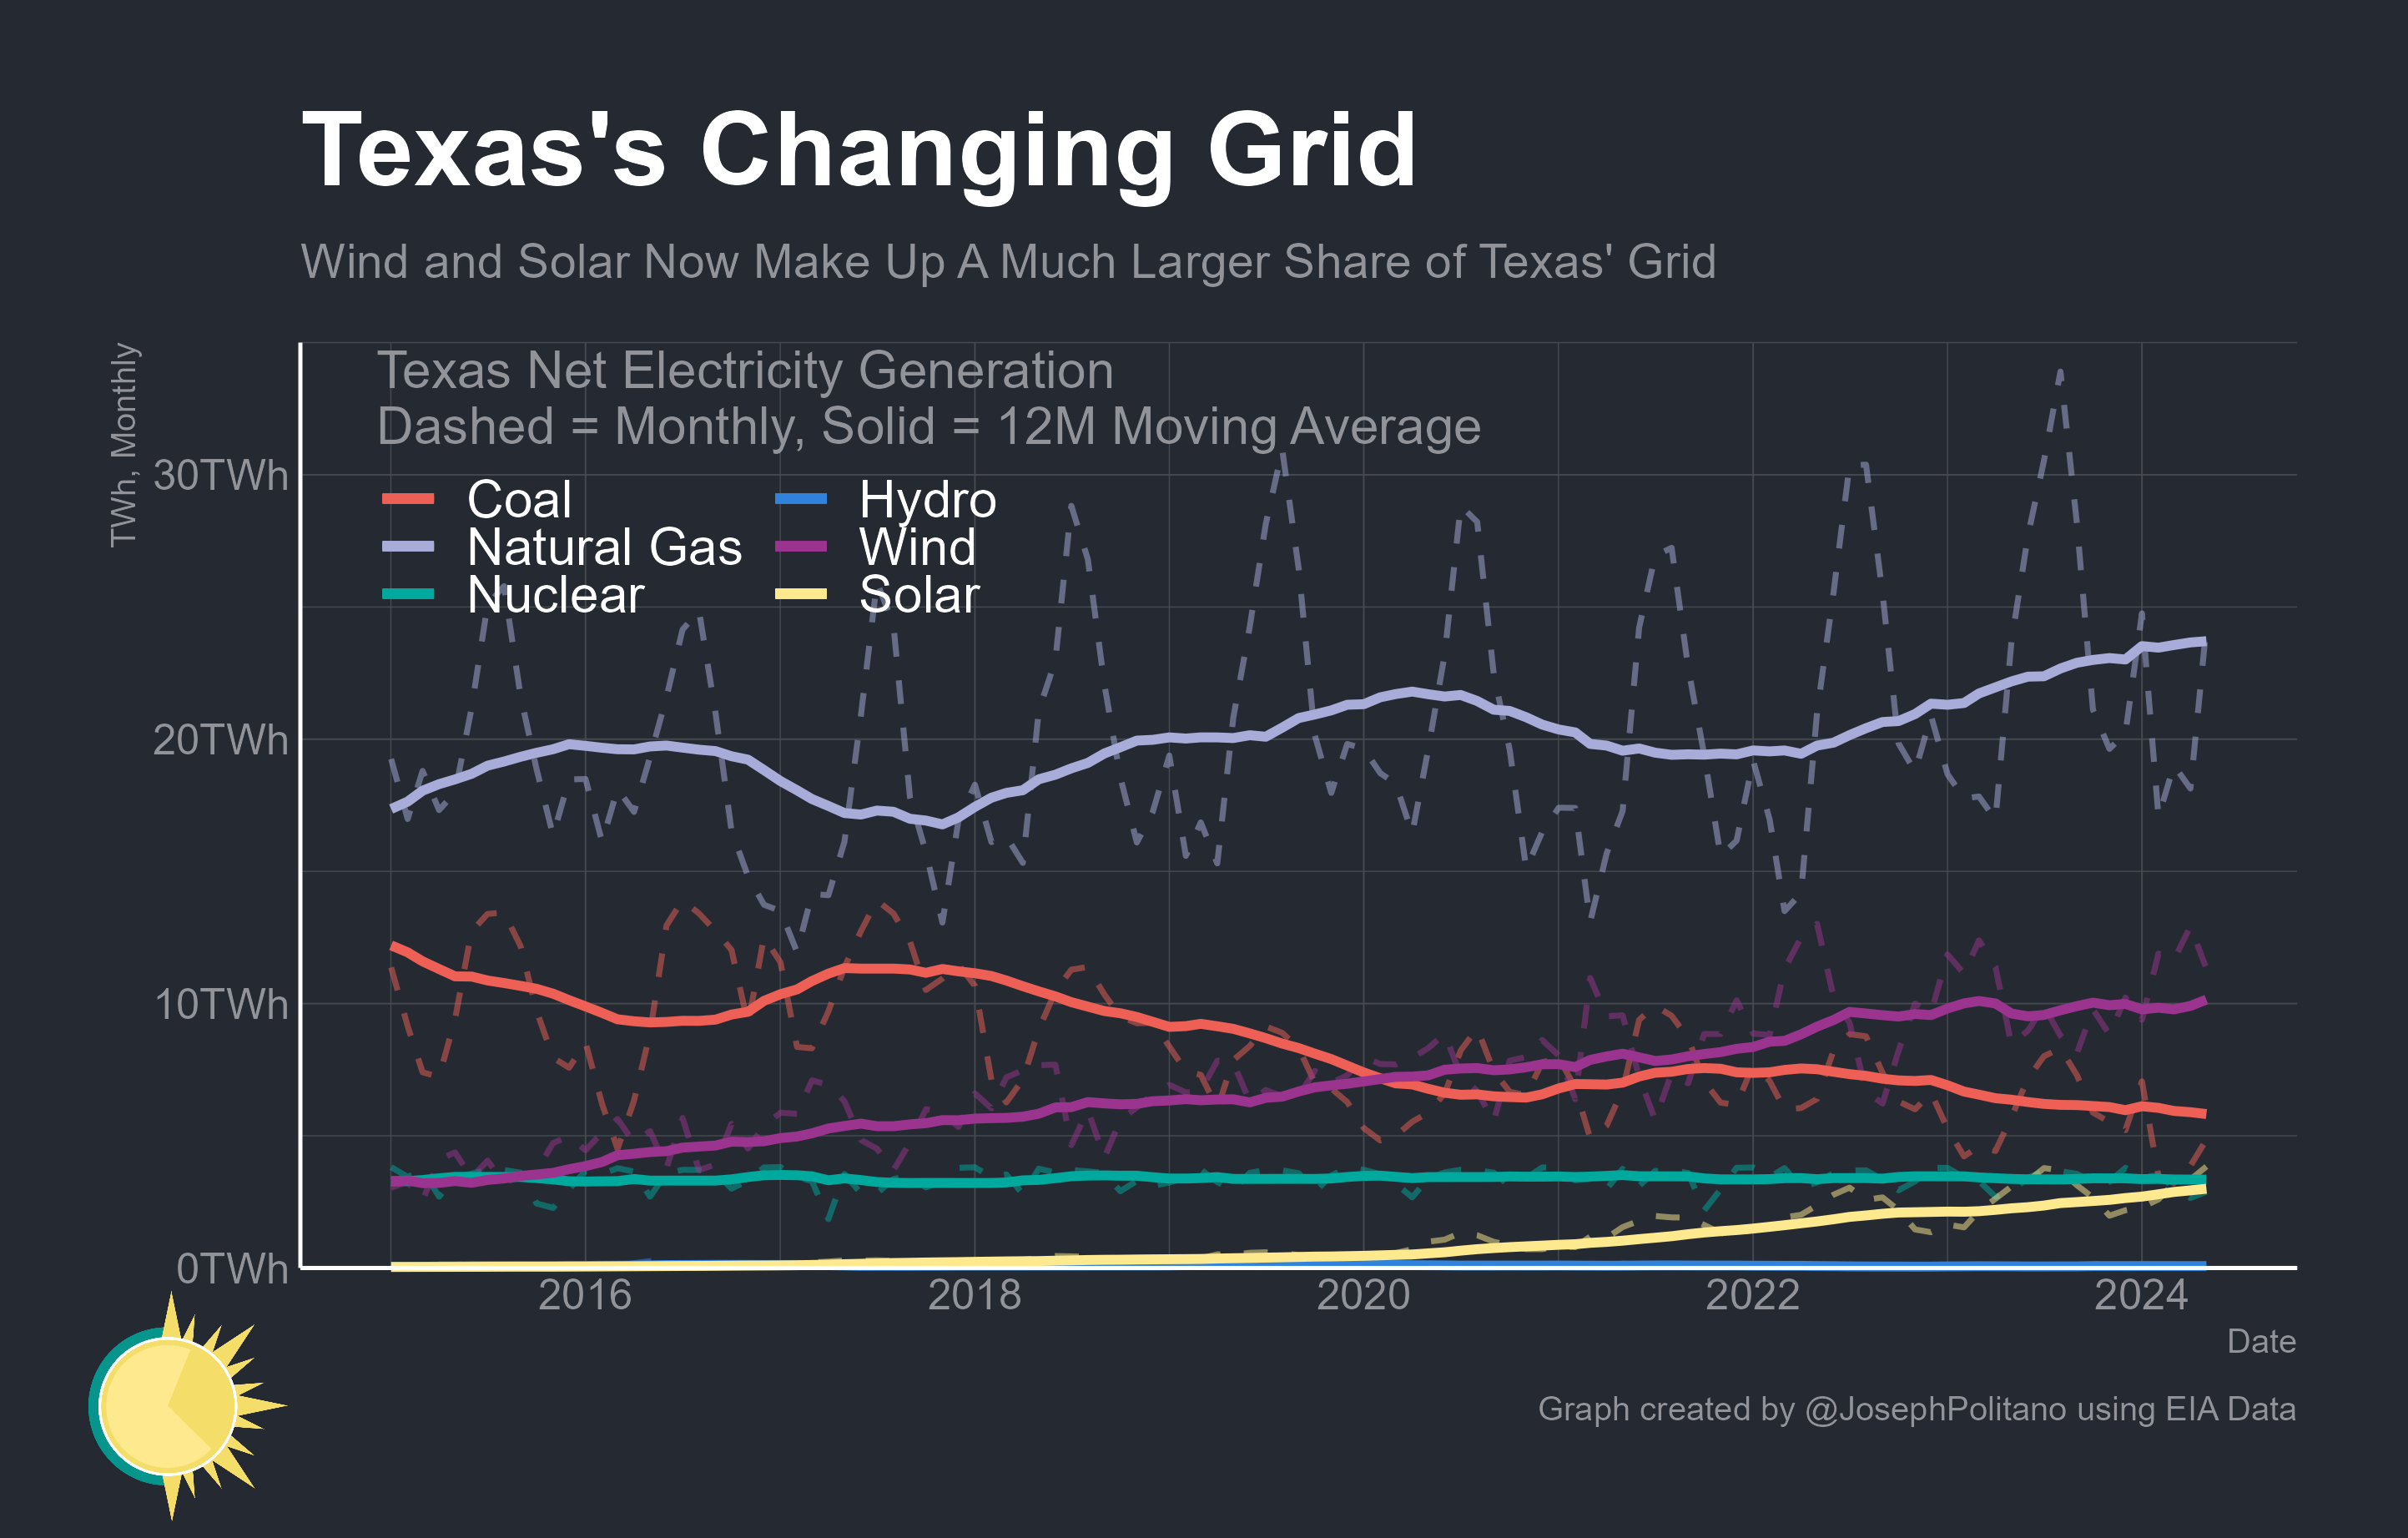 Texas's Changing Grid
Wind and Solar Now Make Up A Much Larger Share of Texas' Grid
TWh, Monthly
Texas Net Electricity Generation
Dashed = Monthly, Solid = 12M Moving Average
Coal
Natural Gas
Nuclear
Hydro
Wind
Solar
30TWh
20TWh
10TWh
0TWh
2016
2018
2020
2022
2024
Date
Graph created by @JosephPolitano using EIA Data